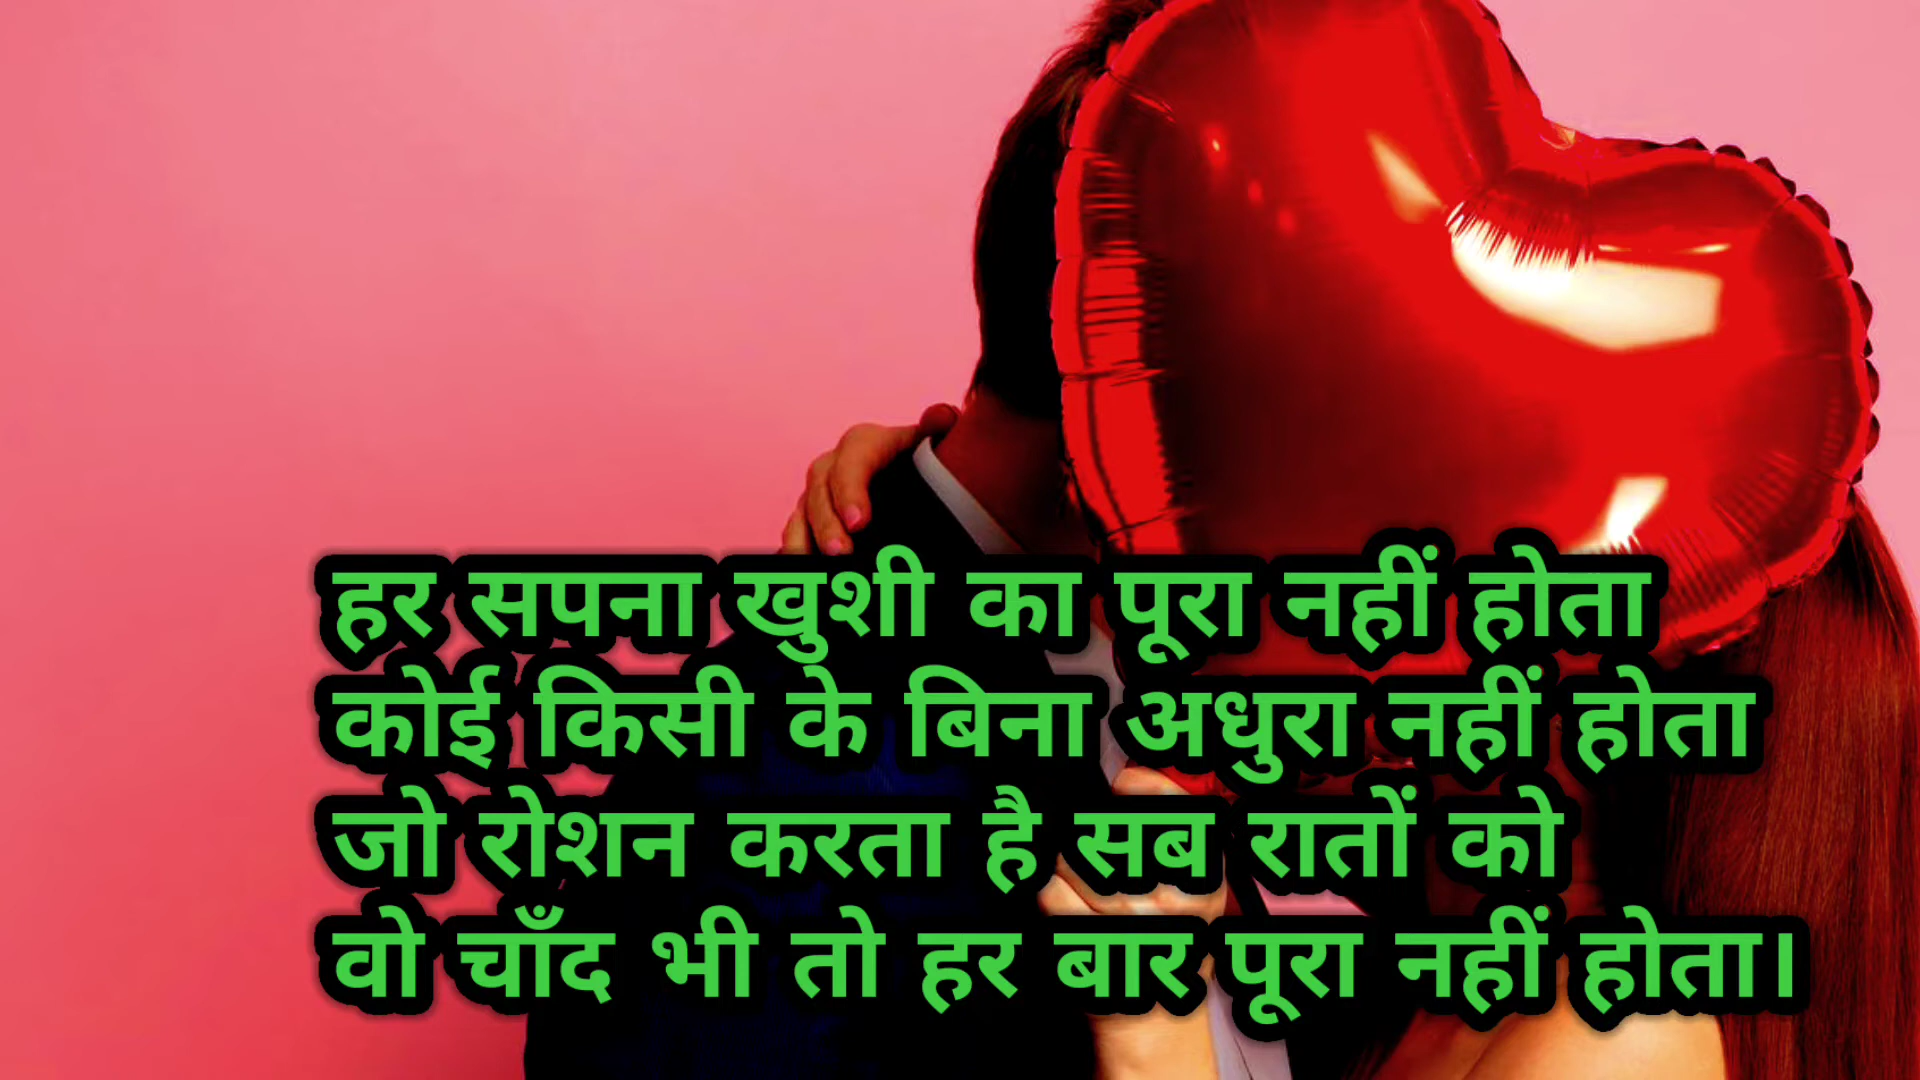 हर सपना खुशी का पूरा नहीं होता
कोई किसी के बिना अधुरा नहीं होता
जो रोशन करता है सब रातों को
वो चाँद भी तो हर बार पूरा नहीं होता।